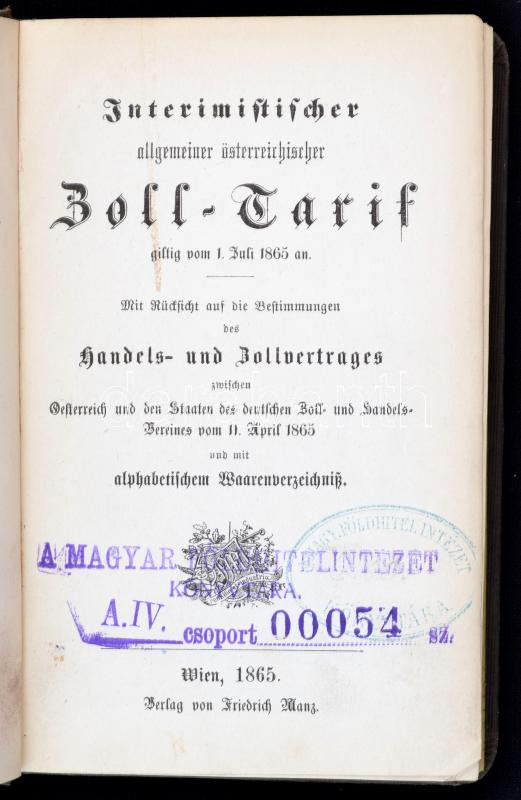 Interimistischer
allgemeiner österreichischer
Zoll-Tarif
giltig vom 1. Juli 1865 an.
Mit Rücksicht auf die Bestimmungen
des
Handels- und Zollvertrages
zwischen
Oesterreich und den Staaten des deutschen Zoll- und Handels-
Vereines vom 11. April 1865
und mit
alphabetischem Waarenverzeichniß.
A MAGYAR FÖLDHITELINTÉZET
KÖNYVTÁRA.
A.IV. csoport 00054 sz.
Wien, 1865.
Verlag von Friedrich Manz.